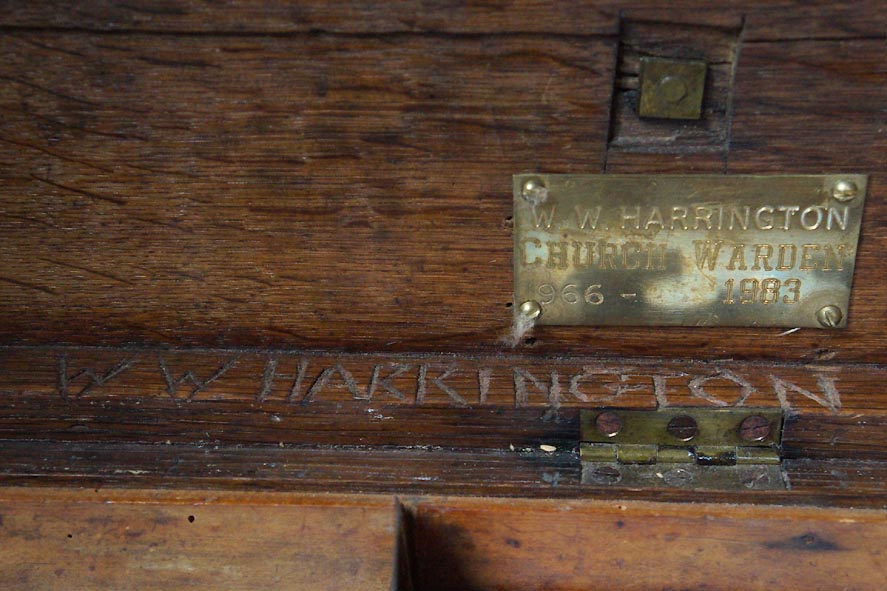 W. W. HARRINGTON
CHURCH WARDEN
966 - 1983
W W HARRINGTON